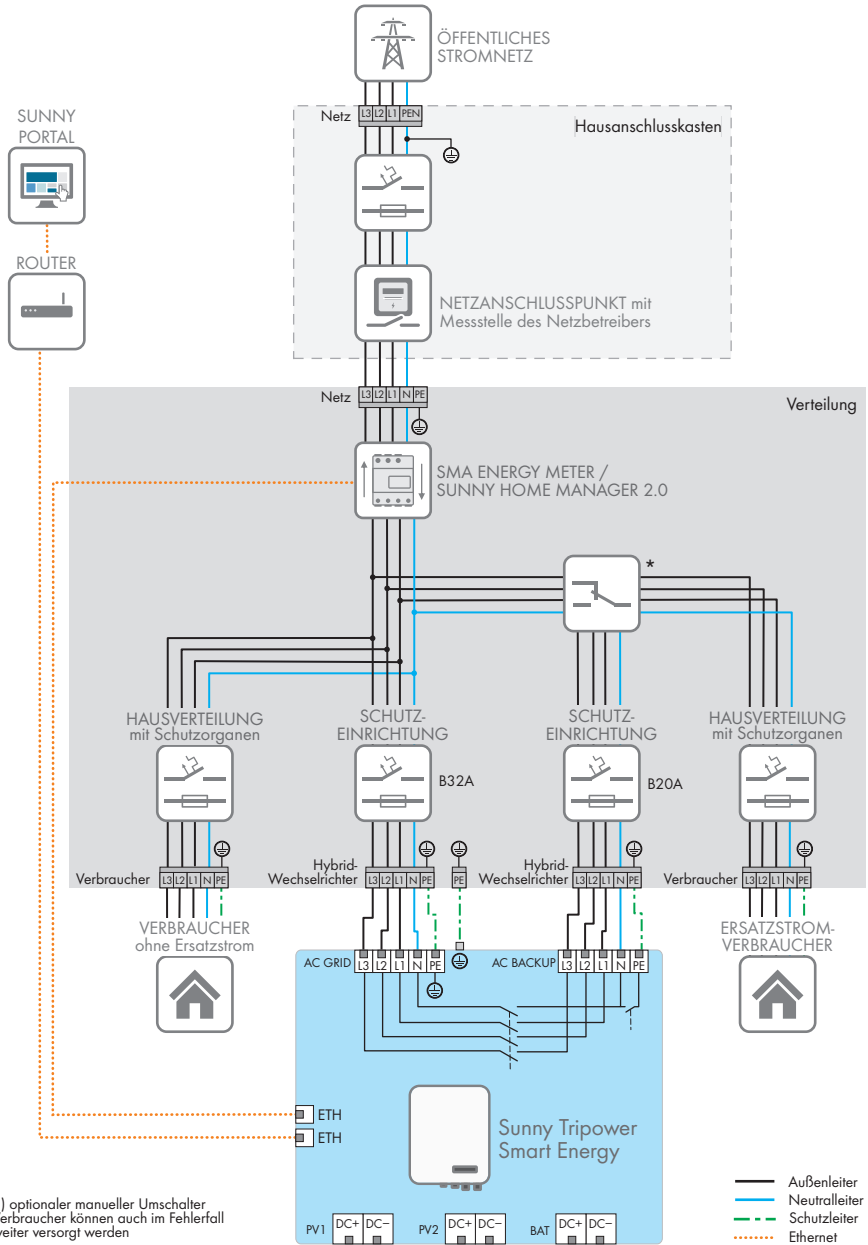 ÖFFENTLICHES
STROMNETZ
SUNNY
PORTAL
Netz L3 L2 L1 PEN
Hausanschlusskasten
ROUTER
NETZANSCHLUSSPUNKT mit
Messstelle des Netzbetreibers
Netz L3 L2 L1 N PE
Verteilung
SMA ENERGY METER /
SUNNY HOME MANAGER 2.0
*
HAUSVERTEILUNG
mit Schutzorganen
SCHUTZ-
EINRICHTUNG
B32A
SCHUTZ-
EINRICHTUNG
B20A
HAUSVERTEILUNG
mit Schutzorganen
Verbraucher L3 L2 L1 N PE
Hybrid-
Wechselrichter L3 L2 L1 N PE
PE
Hybrid-
Wechselrichter L3 L2 L1 N PE
Verbraucher L3 L2 L1 N PE
VERBRAUCHER
ohne Ersatzstrom
ERSATZSTROM-
VERBRAUCHER
AC GRID L3 L2 L1 N PE
AC BACKUP L3 L2 L1 N PE
ETH
ETH
Sunny Tripower
Smart Energy
) optionaler manueller Umschalter
erbraucher können auch im Fehlerfall
eiter versorgt werden
PV1 DC+ DC−
PV2 DC+ DC−
BAT DC+ DC−
Außenleiter
Neutralleiter
Schutzleiter
Ethernet